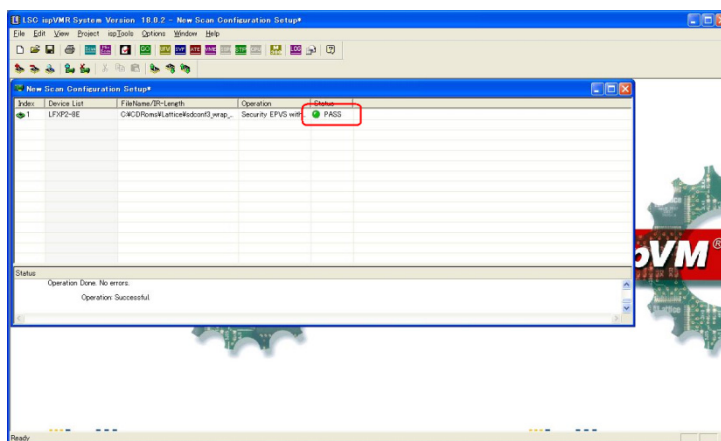 LSC ispVMR System Version 18.0.2 - New Scan Configuration Setup*
File Edit View Project ispTools Options Window Help
New Scan Configuration Setup*
Index Device List FileName/IR-Length Operation Status
1 LFXP2-8E C:¥CDRoms¥Lattice¥sdconf3_wrap_.. Security EPVS with.. PASS
Status
Operation Done. No errors.
Operation: Successful.
pVM®
Ready